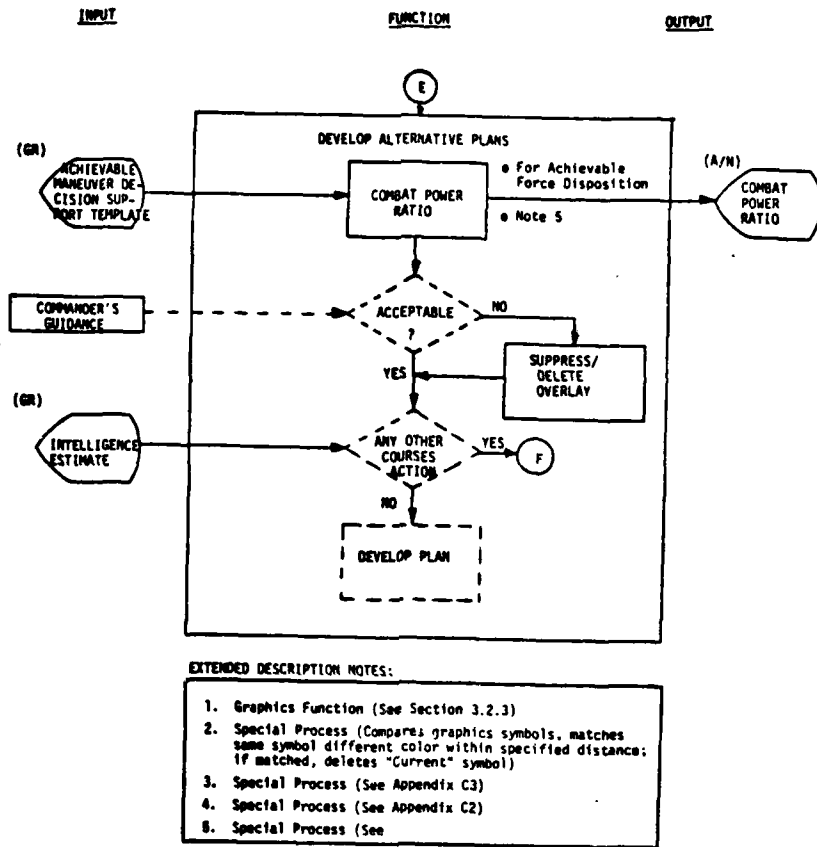 INPUT
FUNCTION
OUTPUT
E
DEVELOP ALTERNATIVE PLANS
(GR)
ACHIEVABLE
MANEUVER DE-
CISION SUP-
PORT TEMPLATE
COMBAT POWER
RATIO
• For Achievable
Force Disposition
• Note 5
(A/N)
COMBAT
POWER
RATIO
COMMANDER'S
GUIDANCE
ACCEPTABLE
?
NO
SUPPRESS/
DELETE
OVERLAY
YES
(GR)
INTELLIGENCE
ESTIMATE
ANY OTHER
COURSES
ACTION
YES
F
NO
DEVELOP PLAN
EXTENDED DESCRIPTION NOTES:
1. Graphics Function (See Section 3.2.3)
2. Special Process (Compares graphics symbols, matches
same symbol different color within specified distance;
if matched, deletes "Current" symbol)
3. Special Process (See Appendix C3)
4. Special Process (See Appendix C2)
5. Special Process (See